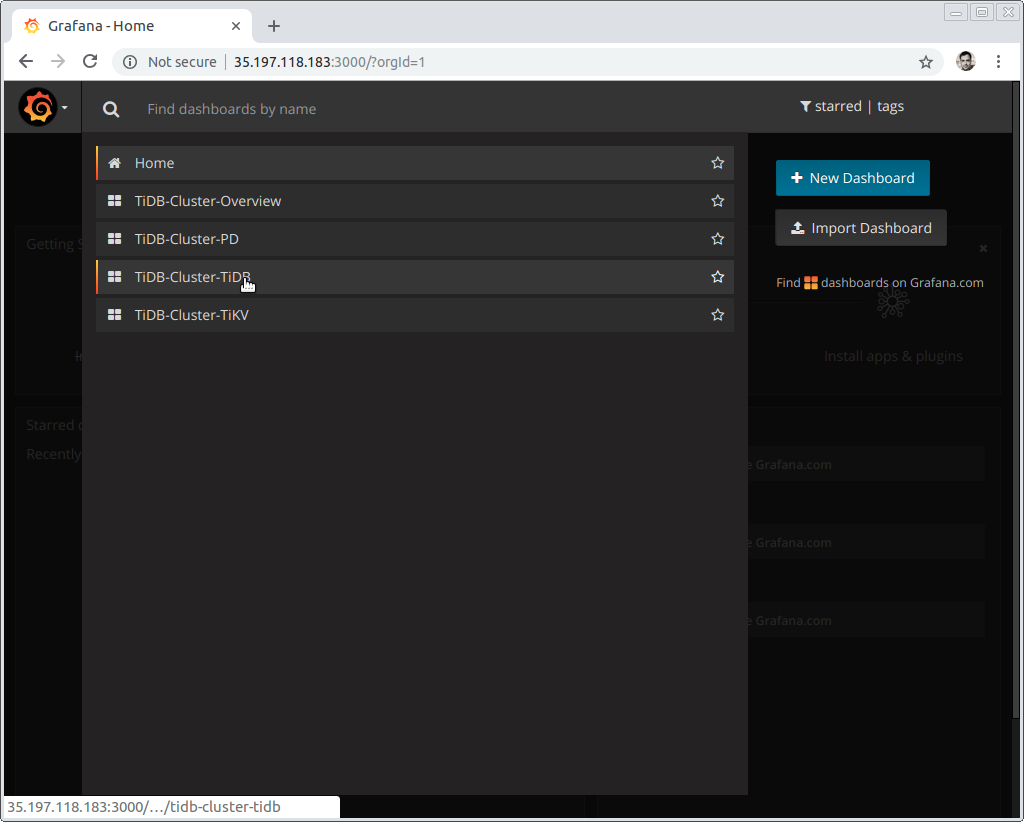 Grafana - Home
Not secure
35.197.118.183:3000/?orgId=1
Find dashboards by name
starred | tags
Home
New Dashboard
TiDB-Cluster-Overview
Import Dashboard
TiDB-Cluster-PD
Getting S
TiDB-Cluster-TiDB
Find dashboards on Grafana.com
TiDB-Cluster-TiKV
Install apps & plugins
Starred
Recently
Grafana.com
Grafana.com
Grafana.com
35.197.118.183:3000/.../tidb-cluster-tidb